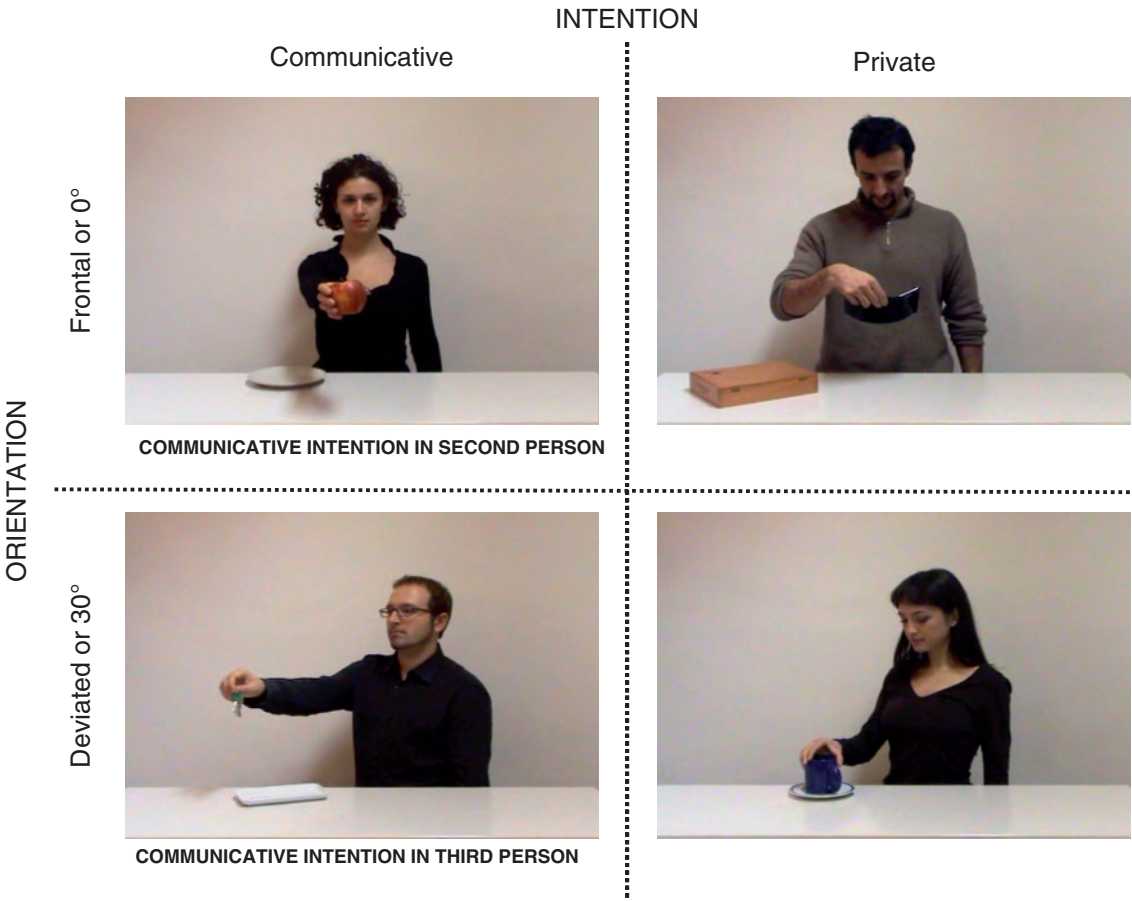 INTENTION
Communicative
Private
ORIENTATION
Frontal or 0°
COMMUNICATIVE INTENTION IN SECOND PERSON
Deviated or 30°
COMMUNICATIVE INTENTION IN THIRD PERSON